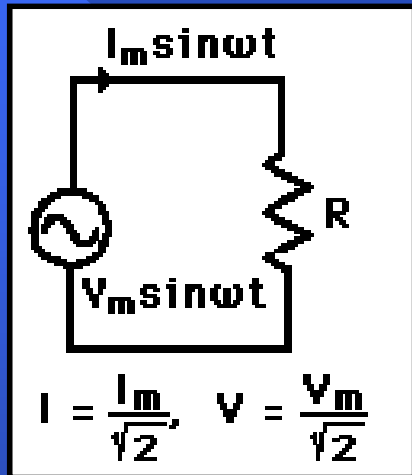 Iₘsinωt
R
Vₘsinωt
I = Iₘ/√2, V = Vₘ/√2